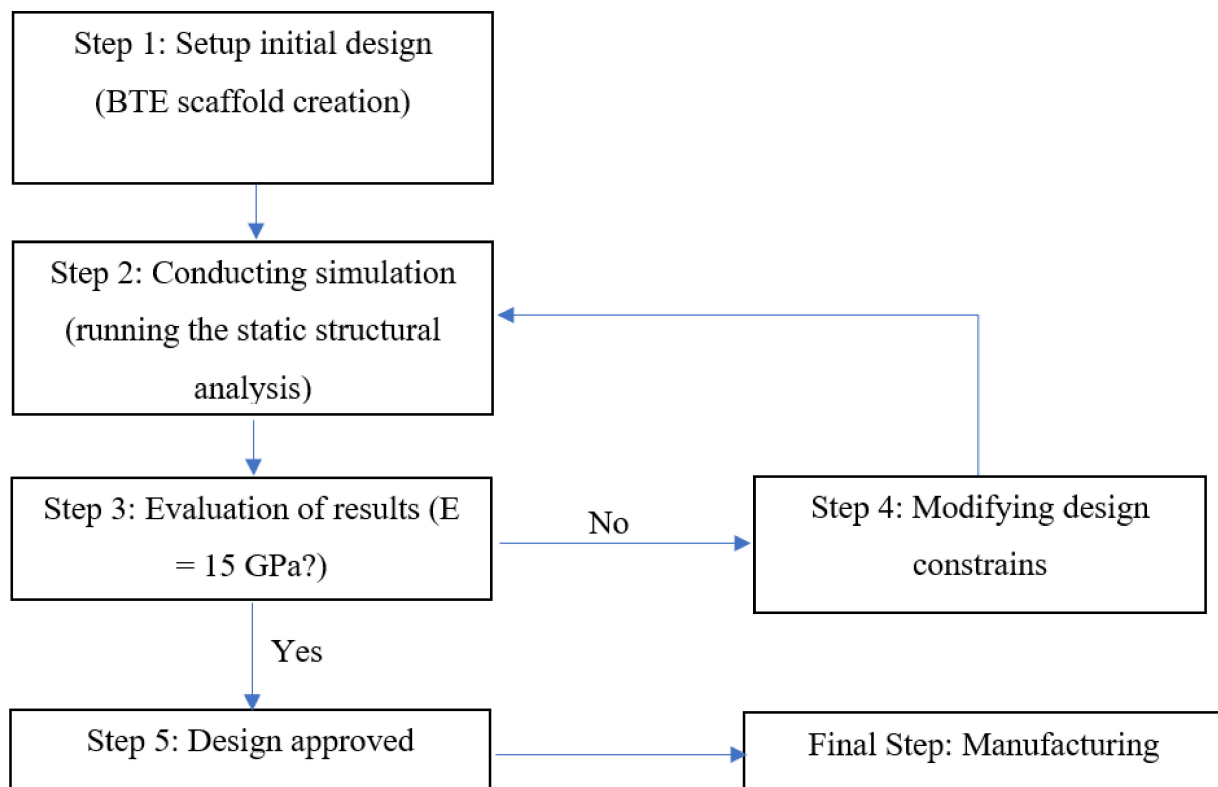 Step 1: Setup initial design
(BTE scaffold creation)
Step 2: Conducting simulation
(running the static structural
analysis)
Step 3: Evaluation of results (E
= 15 GPa?)
No
Step 4: Modifying design
constrains
Yes
Step 5: Design approved
Final Step: Manufacturing